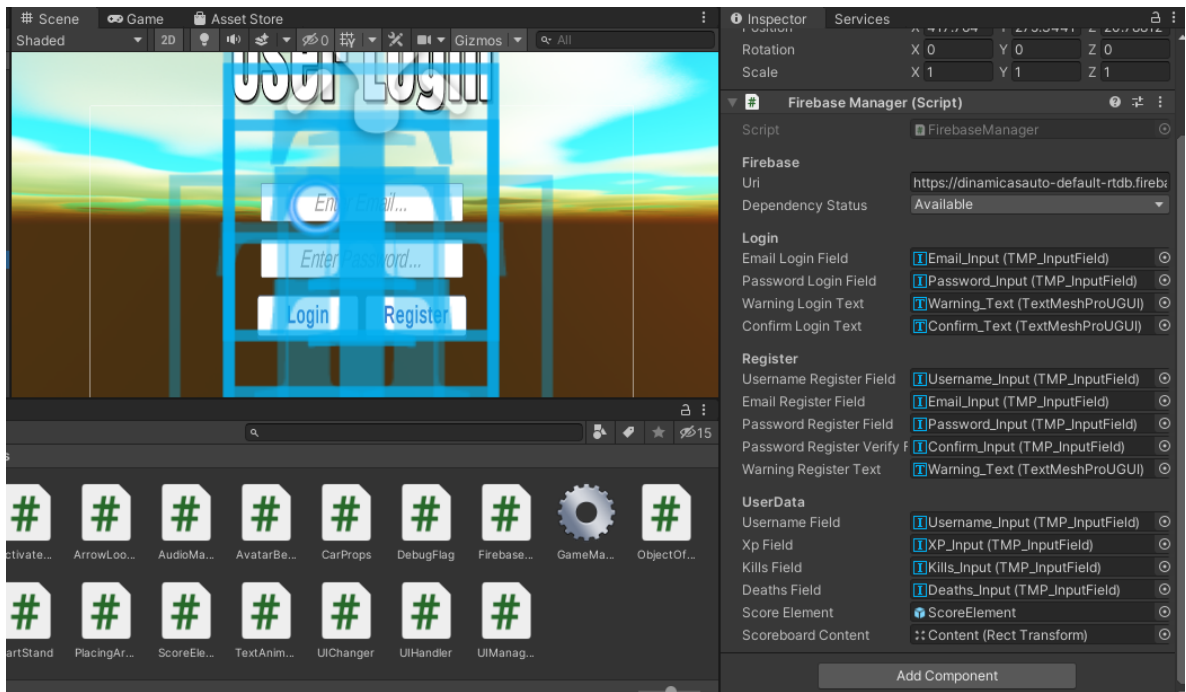 Scene
Game
Asset Store
Shaded
2D
0
Gizmos
All
User Login
Enter Email...
Enter Password...
Login
Register
15
s
ctivate...
ArrowLoo...
AudioMa...
AvatarBe...
CarProps
DebugFlag
Firebase...
GameMa...
ObjectOf...
artStand
PlacingAr...
ScoreEle...
TextAnim...
UIChanger
UIHandler
UIManag...
Inspector
Services
Rotation X 0 Y 0 Z 0
Scale X 1 Y 1 Z 1
# Firebase Manager (Script)
Script FirebaseManager
Firebase
Uri https://dinamicasauto-default-rtdb.fireba
Dependency Status Available
Login
Email Login Field Email_Input (TMP_InputField)
Password Login Field Password_Input (TMP_InputField)
Warning Login Text Warning_Text (TextMeshProUGUI)
Confirm Login Text Confirm_Text (TextMeshProUGUI)
Register
Username Register Field Username_Input (TMP_InputField)
Email Register Field Email_Input (TMP_InputField)
Password Register Field Password_Input (TMP_InputField)
Password Register Verify F Confirm_Input (TMP_InputField)
Warning Register Text Warning_Text (TextMeshProUGUI)
UserData
Username Field Username_Input (TMP_InputField)
Xp Field XP_Input (TMP_InputField)
Kills Field Kills_Input (TMP_InputField)
Deaths Field Deaths_Input (TMP_InputField)
Score Element ScoreElement
Scoreboard Content Content (Rect Transform)
Add Component